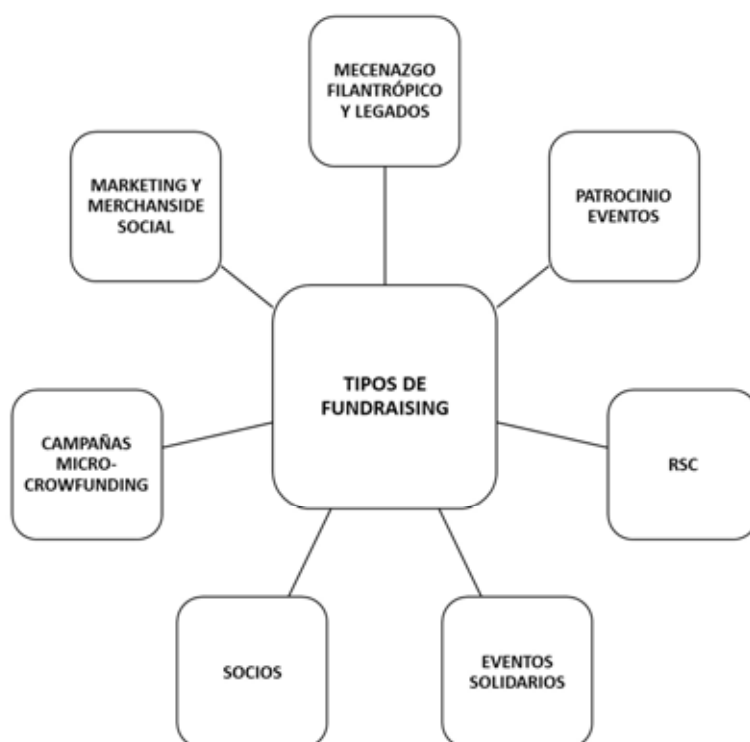 MECENAZGO
FILANTRÓPICO
Y LEGADOS
MARKETING Y
MERCHANSIDE
SOCIAL
PATROCINIO
EVENTOS
TIPOS DE
FUNDRAISING
CAMPAÑAS
MICRO-
CROWFUNDING
RSC
SOCIOS
EVENTOS
SOLIDARIOS